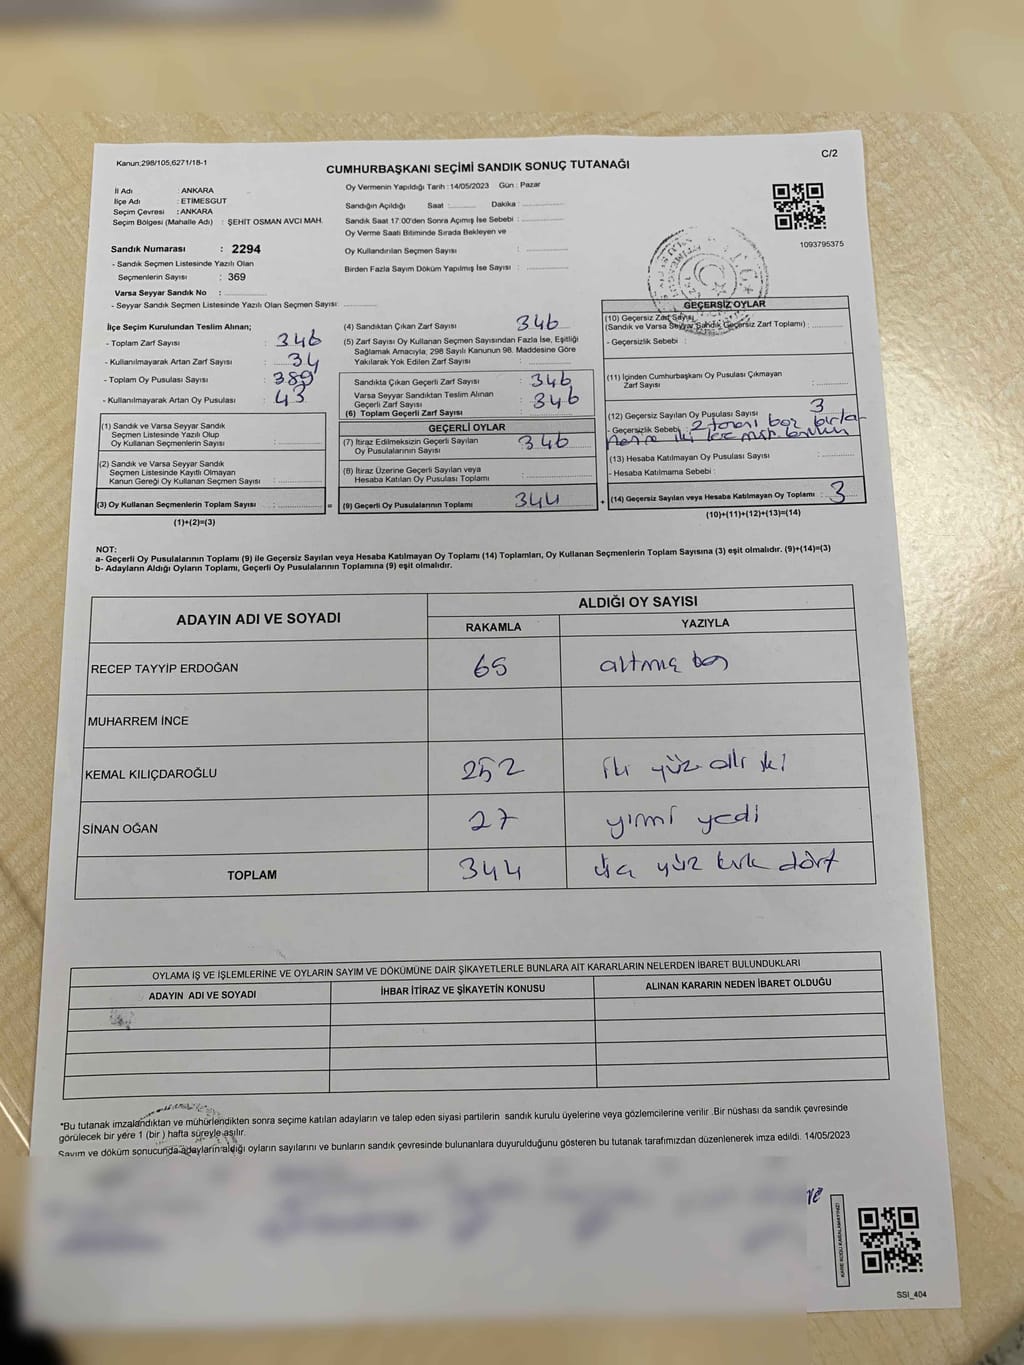 Kanun:298/105,6271/18-1
C/2
CUMHURBAŞKANI SEÇİMİ SANDIK SONUÇ TUTANAĞI
İl Adı : ANKARA
İlçe Adı : ETİMESGUT
Seçim Çevresi : ANKARA
Seçim Bölgesi (Mahalle Adı) : ŞEHİT OSMAN AVCI MAH.
Sandık Numarası : 2294
- Sandık Seçmen Listesinde Yazılı Olan
Seçmenlerin Sayısı : 369
Varsa Seyyar Sandık No :
- Seyyar Sandık Seçmen Listesinde Yazılı Olan Seçmen Sayısı:
Oy Vermenin Yapıldığı Tarih : 14/05/2023 Gün : Pazar
Sandığın Açıldığı Saat : Dakika :
Sandık Saat 17:00'den Sonra Açımış İse Sebebi :
Oy Verme Saati Bitiminde Sırada Bekleyen ve
Oy Kullandırılan Seçmen Sayısı :
Birden Fazla Sayım Döküm Yapılmış İse Sayısı :
1093795375
İlçe Seçim Kurulundan Teslim Alınan;
- Toplam Zarf Sayısı : 346
- Kullanılmayarak Artan Zarf Sayısı : 34
- Toplam Oy Pusulası Sayısı : 389
- Kullanılmayarak Artan Oy Pusulası : 43
(1) Sandık ve Varsa Seyyar Sandık
Seçmen Listesinde Yazılı Olup
Oy Kullanan Seçmenlerin Sayısı :
(2) Sandık ve Varsa Seyyar Sandık
Seçmen Listesinde Kayıtlı Olmayan
Kanun Gereği Oy Kullanan Seçmen Sayısı :
(3) Oy Kullanan Seçmenlerin Toplam Sayısı :
(1)+(2)=(3)
(4) Sandıktan Çıkan Zarf Sayısı : 346
(5) Zarf Sayısı Oy Kullanan Seçmen Sayısından Fazla İse, Eşitliği
Sağlamak Amacıyla, 298 Sayılı Kanunun 98. Maddesine Göre
Yakılarak Yok Edilen Zarf Sayısı :
Sandıkta Çıkan Geçerli Zarf Sayısı : 346
Varsa Seyyar Sandıktan Teslim Alınan
Geçerli Zarf Sayısı : 346
(6) Toplam Geçerli Zarf Sayısı :
GEÇERLİ OYLAR
(7) İtiraz Edilmeksizin Geçerli Sayılan
Oy Pusulalarının Sayısı : 346
(8) İtiraz Üzerine Geçerli Sayılan veya
Hesaba Katılan Oy Pusulası Toplamı :
= (9) Geçerli Oy Pusulalarının Toplamı : 344
GEÇERSİZ OYLAR
(10) Geçersiz Zarf Sayısı
(Sandık ve Varsa Seyyar Sandık Geçersiz Zarf Toplamı) :
- Geçersizlik Sebebi :
(11) İçinden Cumhurbaşkanı Oy Pusulası Çıkmayan
Zarf Sayısı :
(12) Geçersiz Sayılan Oy Pusulası Sayısı : 3
- Geçersizlik Sebebi : 2 tanesi boş
(13) Hesaba Katılmayan Oy Pusulası Sayısı :
- Hesaba Katılmama Sebebi :
+ (14) Geçersiz Sayılan veya Hesaba Katılmayan Oy Toplamı : 3
(10)+(11)+(12)+(13)=(14)
NOT:
a- Geçerli Oy Pusulalarının Toplamı (9) ile Geçersiz Sayılan veya Hesaba Katılmayan Oy Toplamı (14) Toplamları, Oy Kullanan Seçmenlerin Toplam Sayısına (3) eşit olmalıdır. (9)+(14)=(3)
b- Adayların Aldığı Oyların Toplamı, Geçerli Oy Pusulalarının Toplamına (9) eşit olmalıdır.
ADAYIN ADI VE SOYADI
ALDIĞI OY SAYISI
RAKAMLA YAZIYLA
RECEP TAYYİP ERDOĞAN 65 altmış beş
MUHARREM İNCE
KEMAL KILIÇDAROĞLU 252 iki yüz elli iki
SİNAN OĞAN 27 yirmi yedi
TOPLAM 344 üç yüz kırk dört
OYLAMA İŞ VE İŞLEMLERİNE VE OYLARIN SAYIM VE DÖKÜMÜNE DAİR ŞİKAYETLERLE BUNLARA AİT KARARLARIN NELERDEN İBARET BULUNDUKLARI
ADAYIN ADI VE SOYADI İHBAR İTİRAZ VE ŞİKAYETİN KONUSU ALINAN KARARIN NEDEN İBARET OLDUĞU
*Bu tutanak imzalandıktan ve mühürlendikten sonra seçime katılan adayların ve talep eden siyasi partilerin sandık kurulu üyelerine veya gözlemcilerine verilir .Bir nüshası da sandık çevresinde
görülecek bir yere 1 (bir ) hafta süreyle asılır.
Sayım ve döküm sonucunda adayların aldığı oyların sayılarını ve bunların sandık çevresinde bulunanlara duyurulduğunu gösteren bu tutanak tarafımızdan düzenlenerek imza edildi. 14/05/2023
KARE KODU KARALAMAYINIZ!
SSI_404